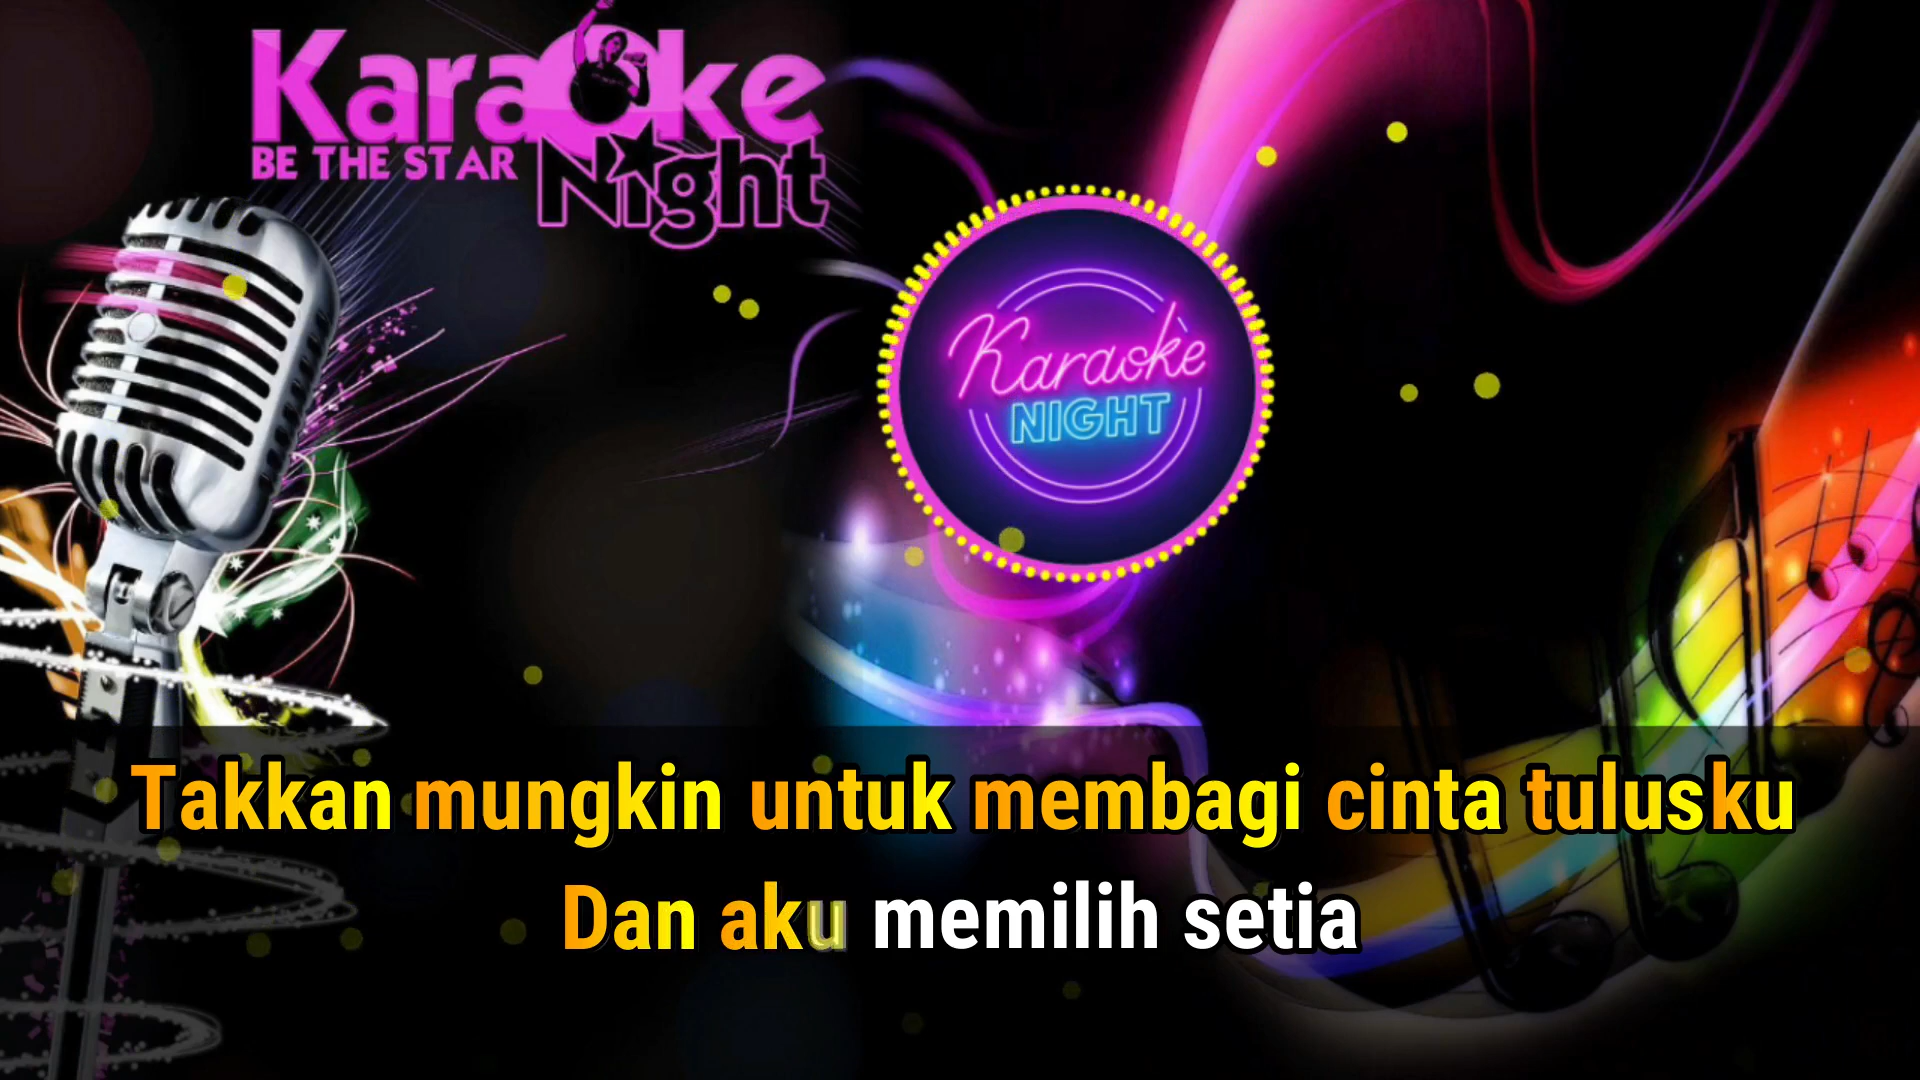 Karaoke
BE THE STAR Night
Karaoke
NIGHT
Takkan mungkin untuk membagi cinta tulusku
Dan aku memilih setia